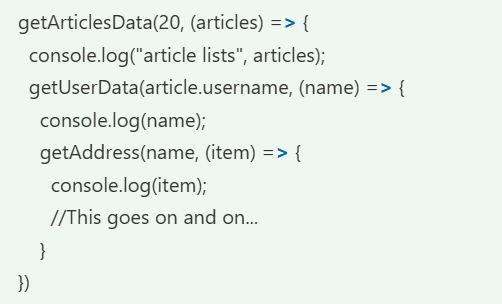 getArticlesData(20, (articles) => {
console.log("article lists", articles);
getUserData(article.username, (name) => {
console.log(name);
getAddress(name, (item) => {
console.log(item);
//This goes on and on...
}
})